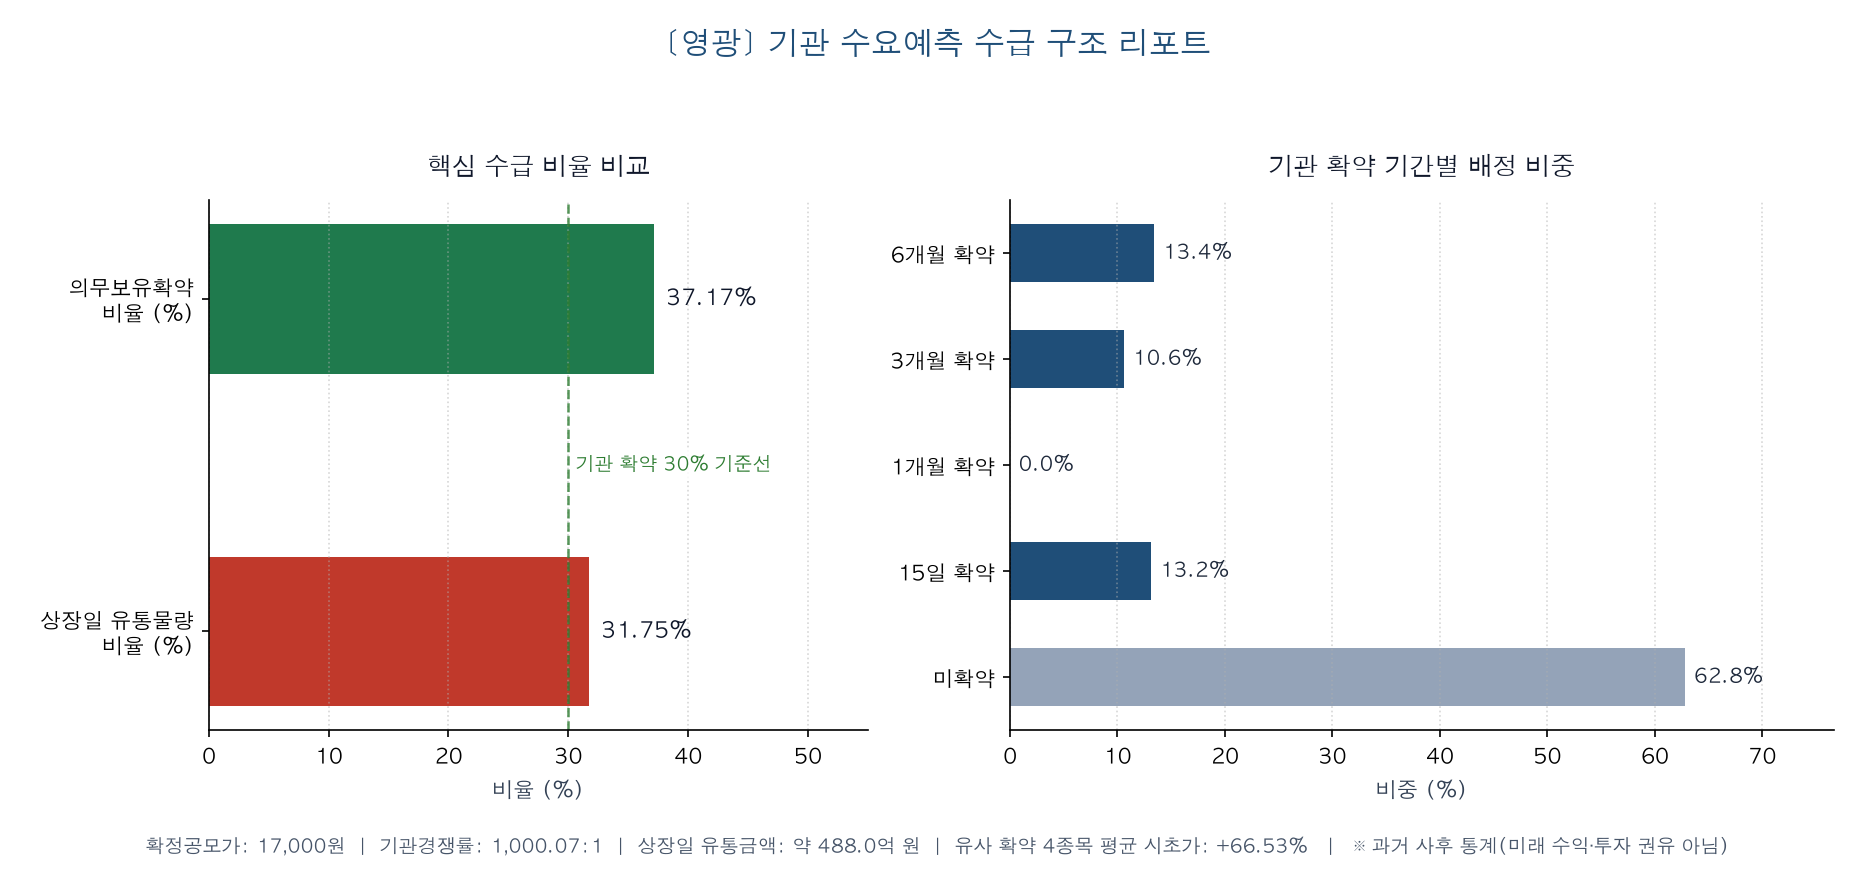 〔영광〕 기관 수요예측 수급 구조 리포트
핵심 수급 비율 비교
의무보유확약
비율 (%)
37.17%
기관 확약 30% 기준선
상장일 유통물량
비율 (%)
31.75%
0 10 20 30 40 50
비율 (%)
기관 확약 기간별 배정 비중
6개월 확약 13.4%
3개월 확약 10.6%
1개월 확약 0.0%
15일 확약 13.2%
미확약 62.8%
0 10 20 30 40 50 60 70
비중 (%)
확정공모가: 17,000원 | 기관경쟁률: 1,000.07:1 | 상장일 유통금액: 약 488.0억 원 | 유사 확약 4종목 평균 시초가: +66.53% | ※ 과거 사후 통계(미래 수익·투자 권유 아님)